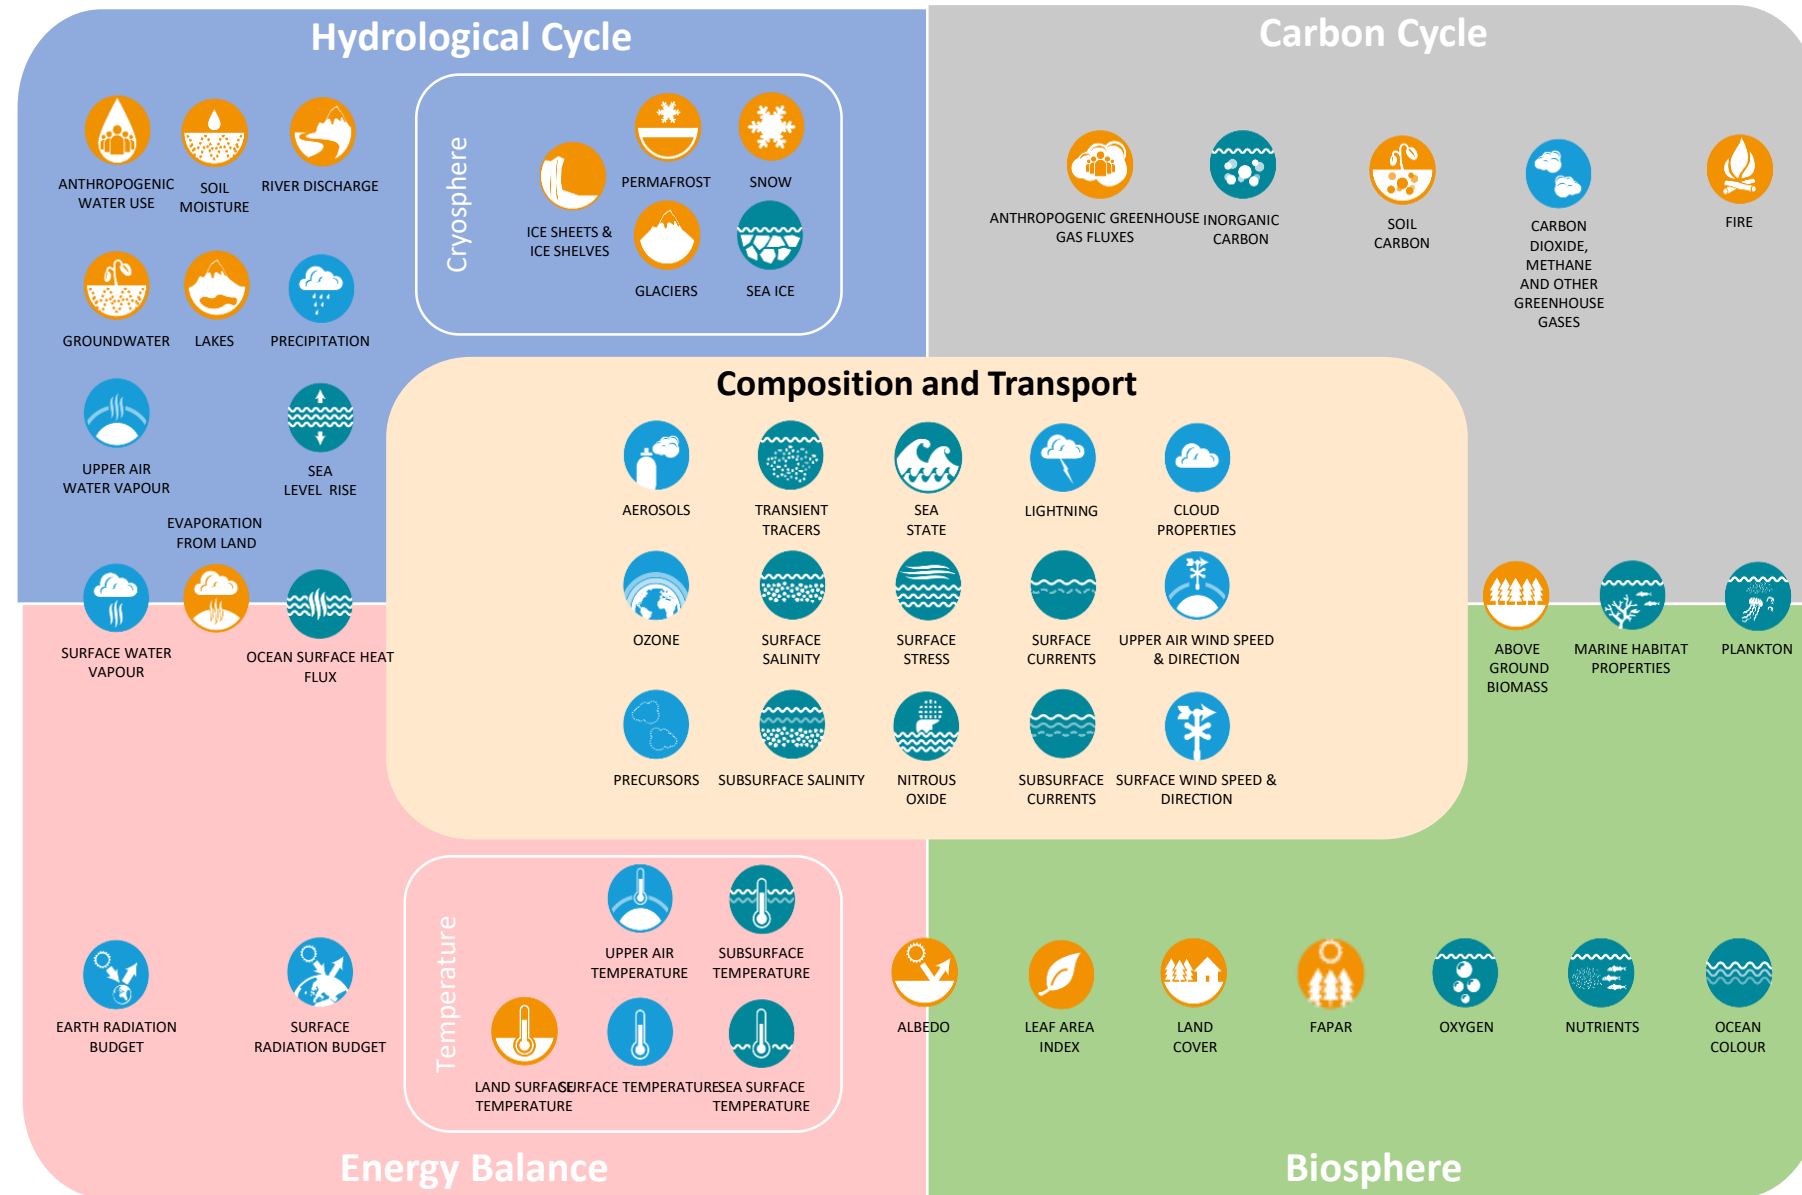 Hydrological Cycle
ANTHROPOGENIC
WATER USE
SOIL
MOISTURE
RIVER DISCHARGE
GROUNDWATER
LAKES
PRECIPITATION
UPPER AIR
WATER VAPOUR
SEA
LEVEL RISE
EVAPORATION
FROM LAND
Cryosphere
ICE SHEETS &
ICE SHELVES
PERMAFROST
SNOW
GLACIERS
SEA ICE
Carbon Cycle
ANTHROPOGENIC GREENHOUSE
GAS FLUXES
INORGANIC
CARBON
SOIL
CARBON
CARBON
DIOXIDE,
METHANE
AND OTHER
GREENHOUSE
GASES
FIRE
Composition and Transport
AEROSOLS
TRANSIENT
TRACERS
SEA
STATE
LIGHTNING
CLOUD
PROPERTIES
OZONE
SURFACE
SALINITY
SURFACE
STRESS
SURFACE
CURRENTS
UPPER AIR WIND SPEED
& DIRECTION
PRECURSORS
SUBSURFACE SALINITY
NITROUS
OXIDE
SUBSURFACE
CURRENTS
SURFACE WIND SPEED &
DIRECTION
SURFACE WATER
VAPOUR
OCEAN SURFACE HEAT
FLUX
ABOVE
GROUND
BIOMASS
MARINE HABITAT
PROPERTIES
PLANKTON
EARTH RADIATION
BUDGET
SURFACE
RADIATION BUDGET
Temperature
UPPER AIR
TEMPERATURE
SUBSURFACE
TEMPERATURE
LAND SURFACE
TEMPERATURE
SURFACE TEMPERATURE
SEA SURFACE
TEMPERATURE
ALBEDO
LEAF AREA
INDEX
LAND
COVER
FAPAR
OXYGEN
NUTRIENTS
OCEAN
COLOUR
Energy Balance
Biosphere